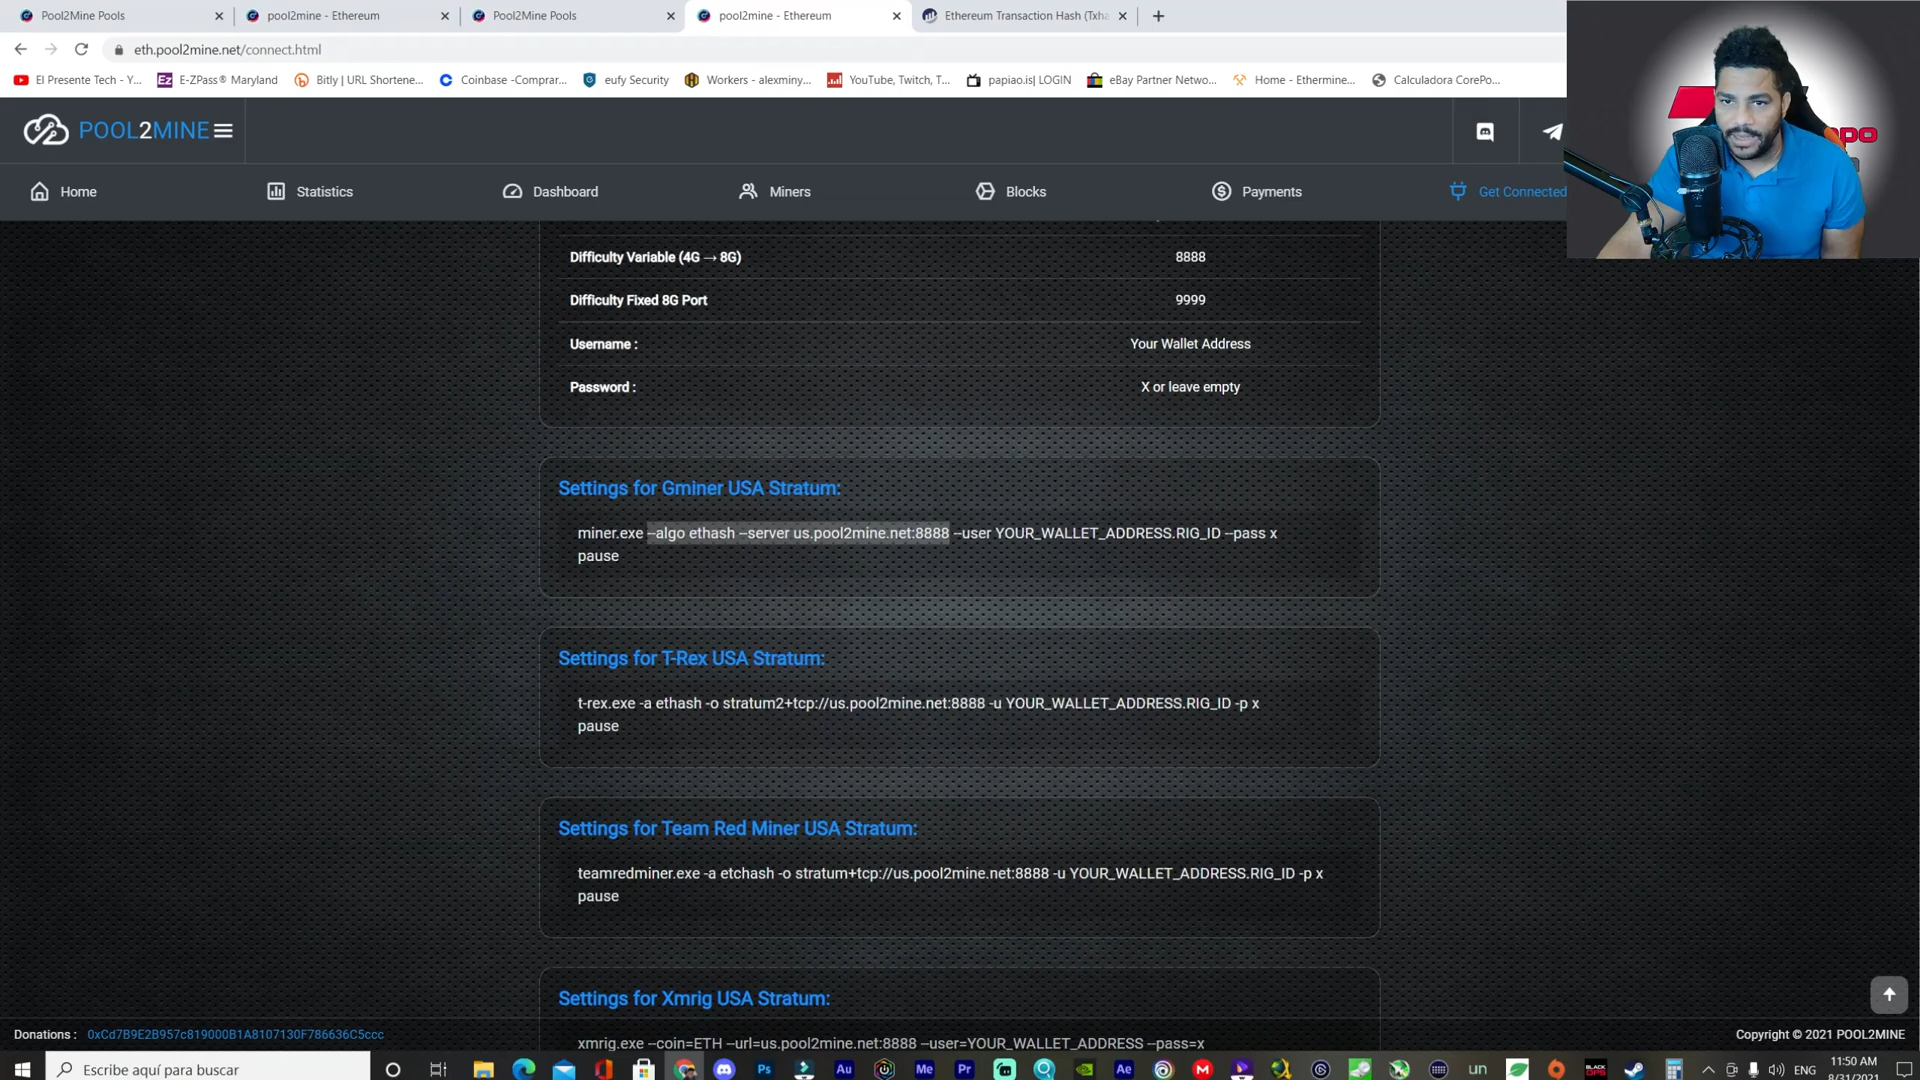 Pool2Mine Pools
pool2mine - Ethereum
Pool2Mine Pools
pool2mine - Ethereum
Ethereum Transaction Hash (Txha
eth.pool2mine.net/connect.html
El Presente Tech - Y...
E-ZPass® Maryland
Bitly | URL Shortene...
Coinbase -Comprar...
eufy Security
Workers - alexminy...
YouTube, Twitch, T...
papiao.is| LOGIN
eBay Partner Netwo...
Home - Ethermine...
Calculadora CorePo...
POOL2MINE
Home
Statistics
Dashboard
Miners
Blocks
Payments
Get Connected
Difficulty Variable (4G → 8G)
8888
Difficulty Fixed 8G Port
9999
Username :
Your Wallet Address
Password :
X or leave empty
Settings for Gminer USA Stratum:
miner.exe --algo ethash --server us.pool2mine.net:8888 --user YOUR_WALLET_ADDRESS.RIG_ID --pass x
pause
Settings for T-Rex USA Stratum:
t-rex.exe -a ethash -o stratum2+tcp://us.pool2mine.net:8888 -u YOUR_WALLET_ADDRESS.RIG_ID -p x
pause
Settings for Team Red Miner USA Stratum:
teamredminer.exe -a etchash -o stratum+tcp://us.pool2mine.net:8888 -u YOUR_WALLET_ADDRESS.RIG_ID -p x
pause
Settings for Xmrig USA Stratum:
xmrig.exe --coin=ETH --url=us.pool2mine.net:8888 --user=YOUR_WALLET_ADDRESS --pass=x
Donations : 0xCd7B9E2B957c819000B1A8107130F786636C5ccc
Copyright © 2021 POOL2MINE
Escribe aquí para buscar
ENG
11:50 AM